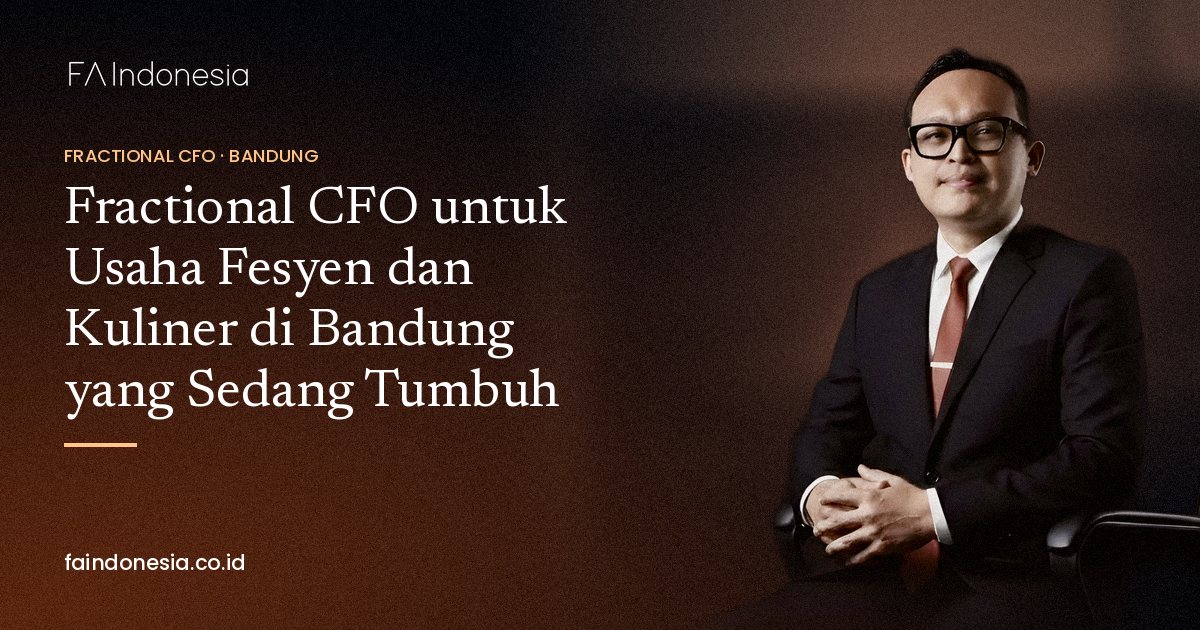 FA Indonesia
FRACTIONAL CFO · BANDUNG
Fractional CFO untuk
Usaha Fesyen dan
Kuliner di Bandung
yang Sedang Tumbuh
faindonesia.co.id